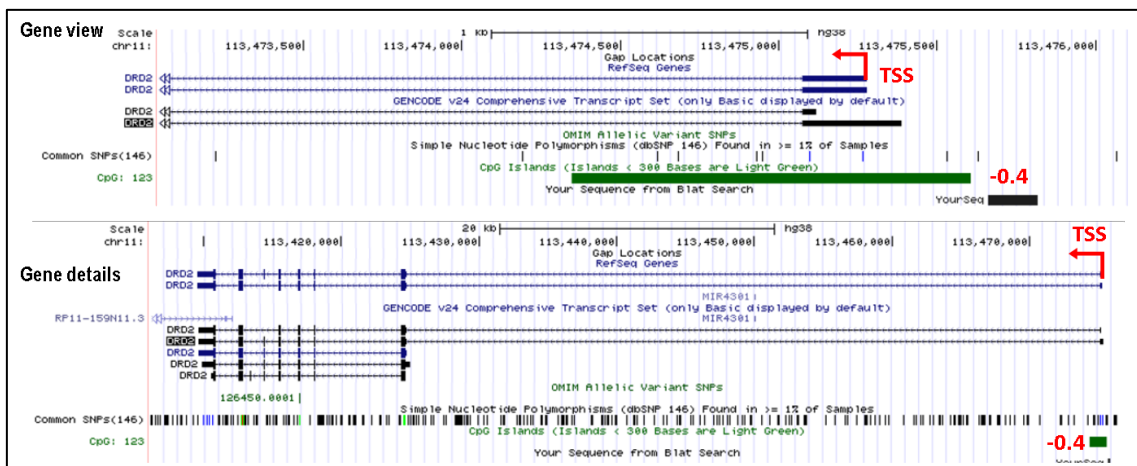 Gene view
Scale 1 kb hg38
chr11: 113,473,500 113,474,000 113,474,500 113,475,000 113,475,500 113,476,000
Gap Locations
RefSeq Genes
TSS
DRD2
DRD2
GENCODE v24 Comprehensive Transcript Set (only Basic displayed by default)
DRD2
DRD2
OMIM Allelic Variant SNPs
Simple Nucleotide Polymorphisms (dbSNP 146) Found in >= 1% of Samples
Common SNPs(146)
CpG Islands (Islands < 300 Bases are Light Green)
CpG: 123
-0.4
Your Sequence from Blat Search
YourSeq
Scale 20 kb hg38
chr11: 113,420,000 113,430,000 113,440,000 113,450,000 113,460,000 113,470,000
TSS
Gap Locations
Gene details
RefSeq Genes
DRD2
DRD2
MIR4301
GENCODE v24 Comprehensive Transcript Set (only Basic displayed by default)
RP11-159N11.3 MIR4301
DRD2
DRD2
DRD2
DRD2
DRD2
OMIM Allelic Variant SNPs
126450.0001
Simple Nucleotide Polymorphisms (dbSNP 146) Found in >= 1% of Samples
Common SNPs(146)
CpG Islands (Islands < 300 Bases are Light Green)
CpG: 123 -0.4
Your Sequence from Blat Search
YourSeq